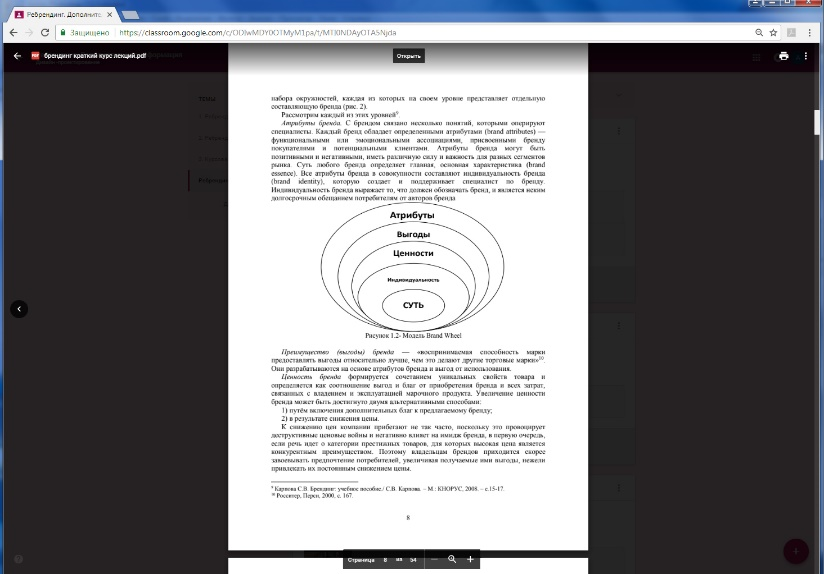 Ребрендинг. Дополните
Защищено https://classroom.google.com/c/
брендинг краткий курс лекций.pdf
Открыть
набора окружностей, каждая из которых на своем уровне представляет отдельную
составляющую бренда (рис. 2).
Рассмотрим каждый из этих уровней⁹.
Атрибуты бренда. С брендом связано несколько понятий, которыми оперируют
специалисты. Каждый бренд обладает определенными атрибутами (brand attributes) —
функциональными или эмоциональными ассоциациями, присвоенными бренду
покупателями и потенциальными клиентами. Атрибуты бренда могут быть
позитивными и негативными, иметь различную силу и важность для разных сегментов
рынка. Суть любого бренда определяет главная, основная характеристика (brand
essence). Все атрибуты бренда в совокупности составляют индивидуальность бренда
(brand identity), которую создает и поддерживает специалист по бренду.
Индивидуальность бренда выражает то, что должен обозначать бренд, и является неким
долгосрочным обещанием потребителям от авторов бренда
Атрибуты
Выгоды
Ценности
Индивидуальность
СУТЬ
Рисунок 1.2- Модель Brand Wheel
Преимущество (выгоды) бренда — «воспринимаемая способность марки
предоставлять выгоды относительно лучше, чем это делают другие торговые марки»¹⁰.
Они разрабатываются на основе атрибутов бренда и выгод от использования.
Ценность бренда формируется сочетанием уникальных свойств товара и
определяется как соотношение выгод и благ от приобретения бренда и всех затрат,
связанных с владением и эксплуатацией марочного продукта. Увеличение ценности
бренда может быть достигнуто двумя альтернативными способами:
1) путём включения дополнительных благ к предлагаемому бренду;
2) в результате снижения цены.
К снижению цен компании прибегают не так часто, поскольку это провоцирует
деструктивные ценовые войны и негативно влияет на имидж бренда, в первую очередь,
если речь идет о категории престижных товаров, для которых высокая цена является
конкурентным преимуществом. Поэтому владельцам брендов приходится скорее
завоевывать предпочтение потребителей, увеличивая получаемые ими выгоды, нежели
привлекать их постоянным снижением цены.
⁹ Карпова С.В. Брендинг: учебное пособие./ С.В. Карпова. – М.: КНОРУС, 2008. – с.15-17.
¹⁰ Росситер, Перси, 2000, с. 167.
8
Страница 8 из 54